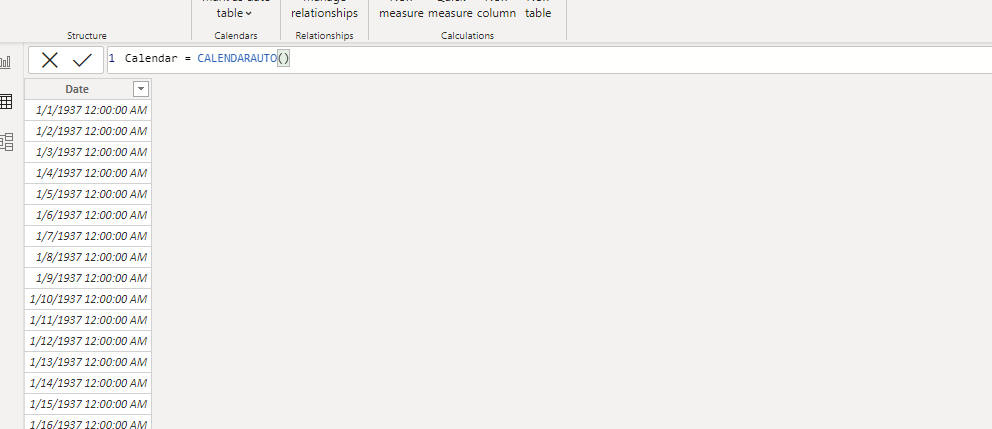 table
relationships
measure measure column table
Structure
Calendars
Relationships
Calculations
1 Calendar = CALENDARAUTO()
Date
1/1/1937 12:00:00 AM
1/2/1937 12:00:00 AM
1/3/1937 12:00:00 AM
1/4/1937 12:00:00 AM
1/5/1937 12:00:00 AM
1/6/1937 12:00:00 AM
1/7/1937 12:00:00 AM
1/8/1937 12:00:00 AM
1/9/1937 12:00:00 AM
1/10/1937 12:00:00 AM
1/11/1937 12:00:00 AM
1/12/1937 12:00:00 AM
1/13/1937 12:00:00 AM
1/14/1937 12:00:00 AM
1/15/1937 12:00:00 AM
1/16/1937 12:00:00 AM